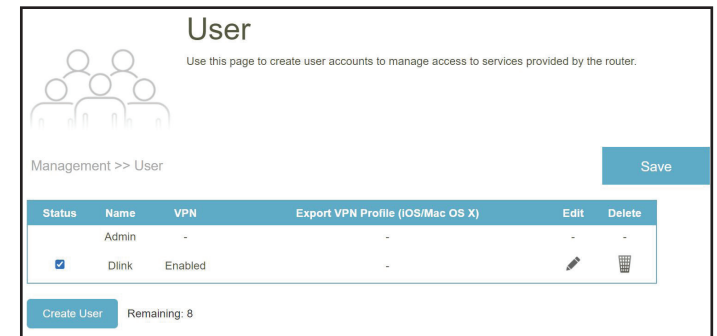 User
Use this page to create user accounts to manage access to services provided by the router.
Management >> User
Save
Status Name VPN Export VPN Profile (iOS/Mac OS X) Edit Delete
Admin - - - -
Dlink Enabled -
Create User Remaining: 8